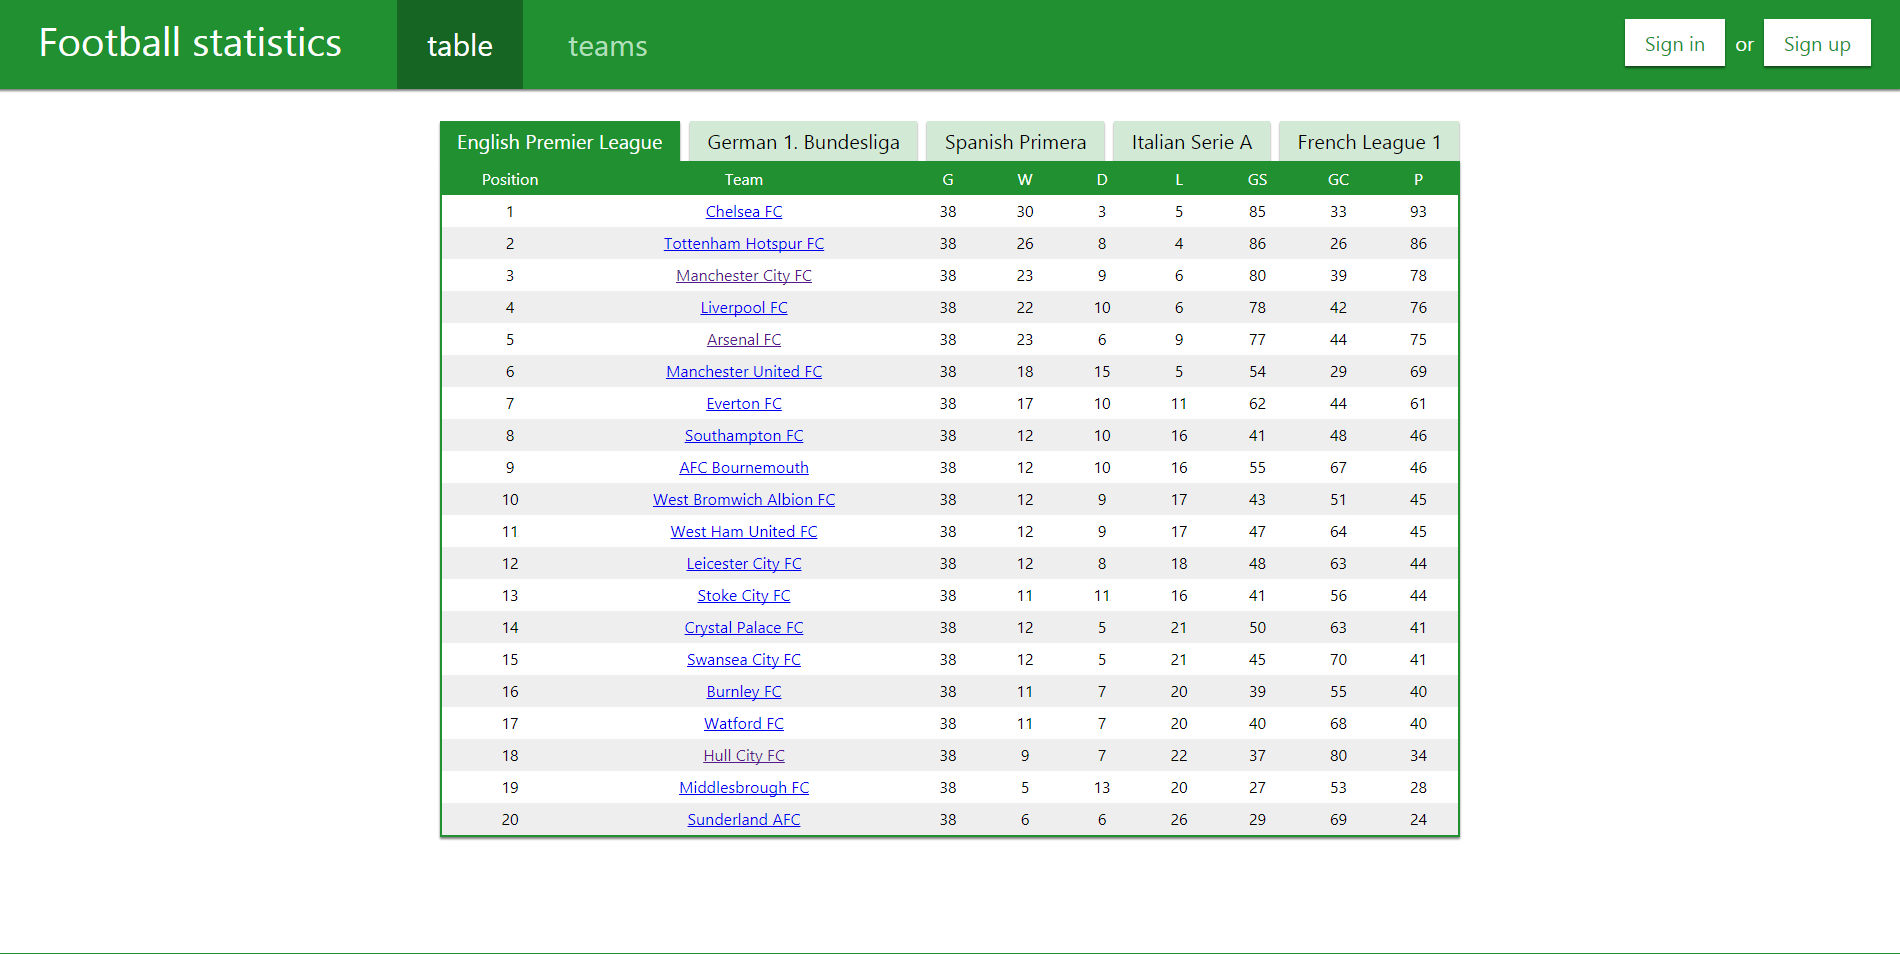 Football statistics table teams Sign in or Sign up
English Premier League German 1. Bundesliga Spanish Primera Italian Serie A French League 1
Position Team G W D L GS GC P
1 Chelsea FC 38 30 3 5 85 33 93
2 Tottenham Hotspur FC 38 26 8 4 86 26 86
3 Manchester City FC 38 23 9 6 80 39 78
4 Liverpool FC 38 22 10 6 78 42 76
5 Arsenal FC 38 23 6 9 77 44 75
6 Manchester United FC 38 18 15 5 54 29 69
7 Everton FC 38 17 10 11 62 44 61
8 Southampton FC 38 12 10 16 41 48 46
9 AFC Bournemouth 38 12 10 16 55 67 46
10 West Bromwich Albion FC 38 12 9 17 43 51 45
11 West Ham United FC 38 12 9 17 47 64 45
12 Leicester City FC 38 12 8 18 48 63 44
13 Stoke City FC 38 11 11 16 41 56 44
14 Crystal Palace FC 38 12 5 21 50 63 41
15 Swansea City FC 38 12 5 21 45 70 41
16 Burnley FC 38 11 7 20 39 55 40
17 Watford FC 38 11 7 20 40 68 40
18 Hull City FC 38 9 7 22 37 80 34
19 Middlesbrough FC 38 5 13 20 27 53 28
20 Sunderland AFC 38 6 6 26 29 69 24